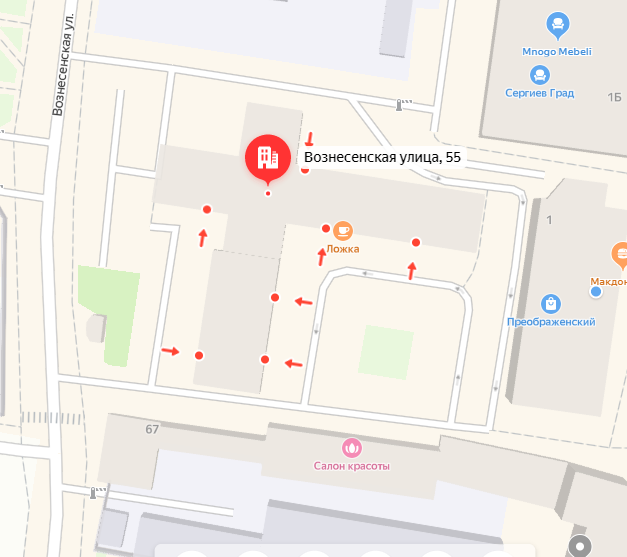 Вознесенская ул.
Mnogo Mebeli
Сергиев Град
1Б
Вознесенская улица, 55
1
Ложка
Макдон
Преображенский
67
Салон красоты